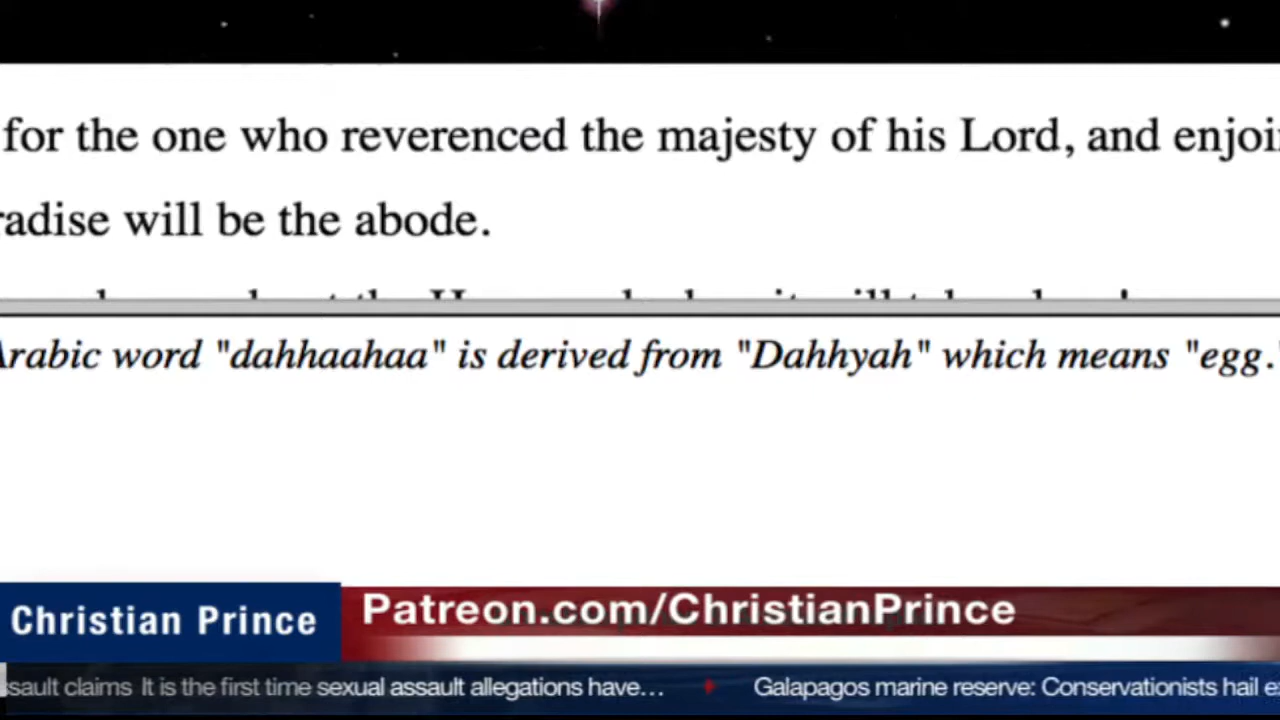 for the one who reverenced the majesty of his Lord, and enjoi
radise will be the abode.
Arabic word "dahhaahaa" is derived from "Dahhyah" which means "egg."
Christian Prince
Patreon.com/ChristianPrince
ssault claims It is the first time sexual assault allegations have... Galapagos marine reserve: Conservationists hail e